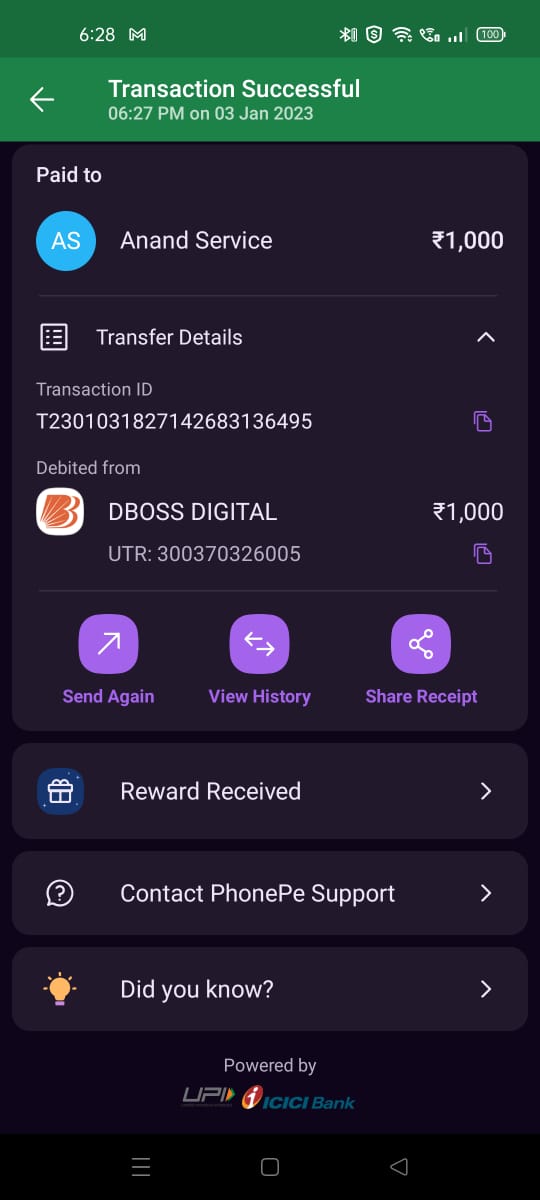 6:28
100
Transaction Successful
06:27 PM on 03 Jan 2023
Paid to
AS Anand Service ₹1,000
Transfer Details
Transaction ID
T2301031827142683136495
Debited from
DBOSS DIGITAL ₹1,000
UTR: 300370326005
Send Again View History Share Receipt
Reward Received
Contact PhonePe Support
Did you know?
Powered by
UPI ICICI Bank